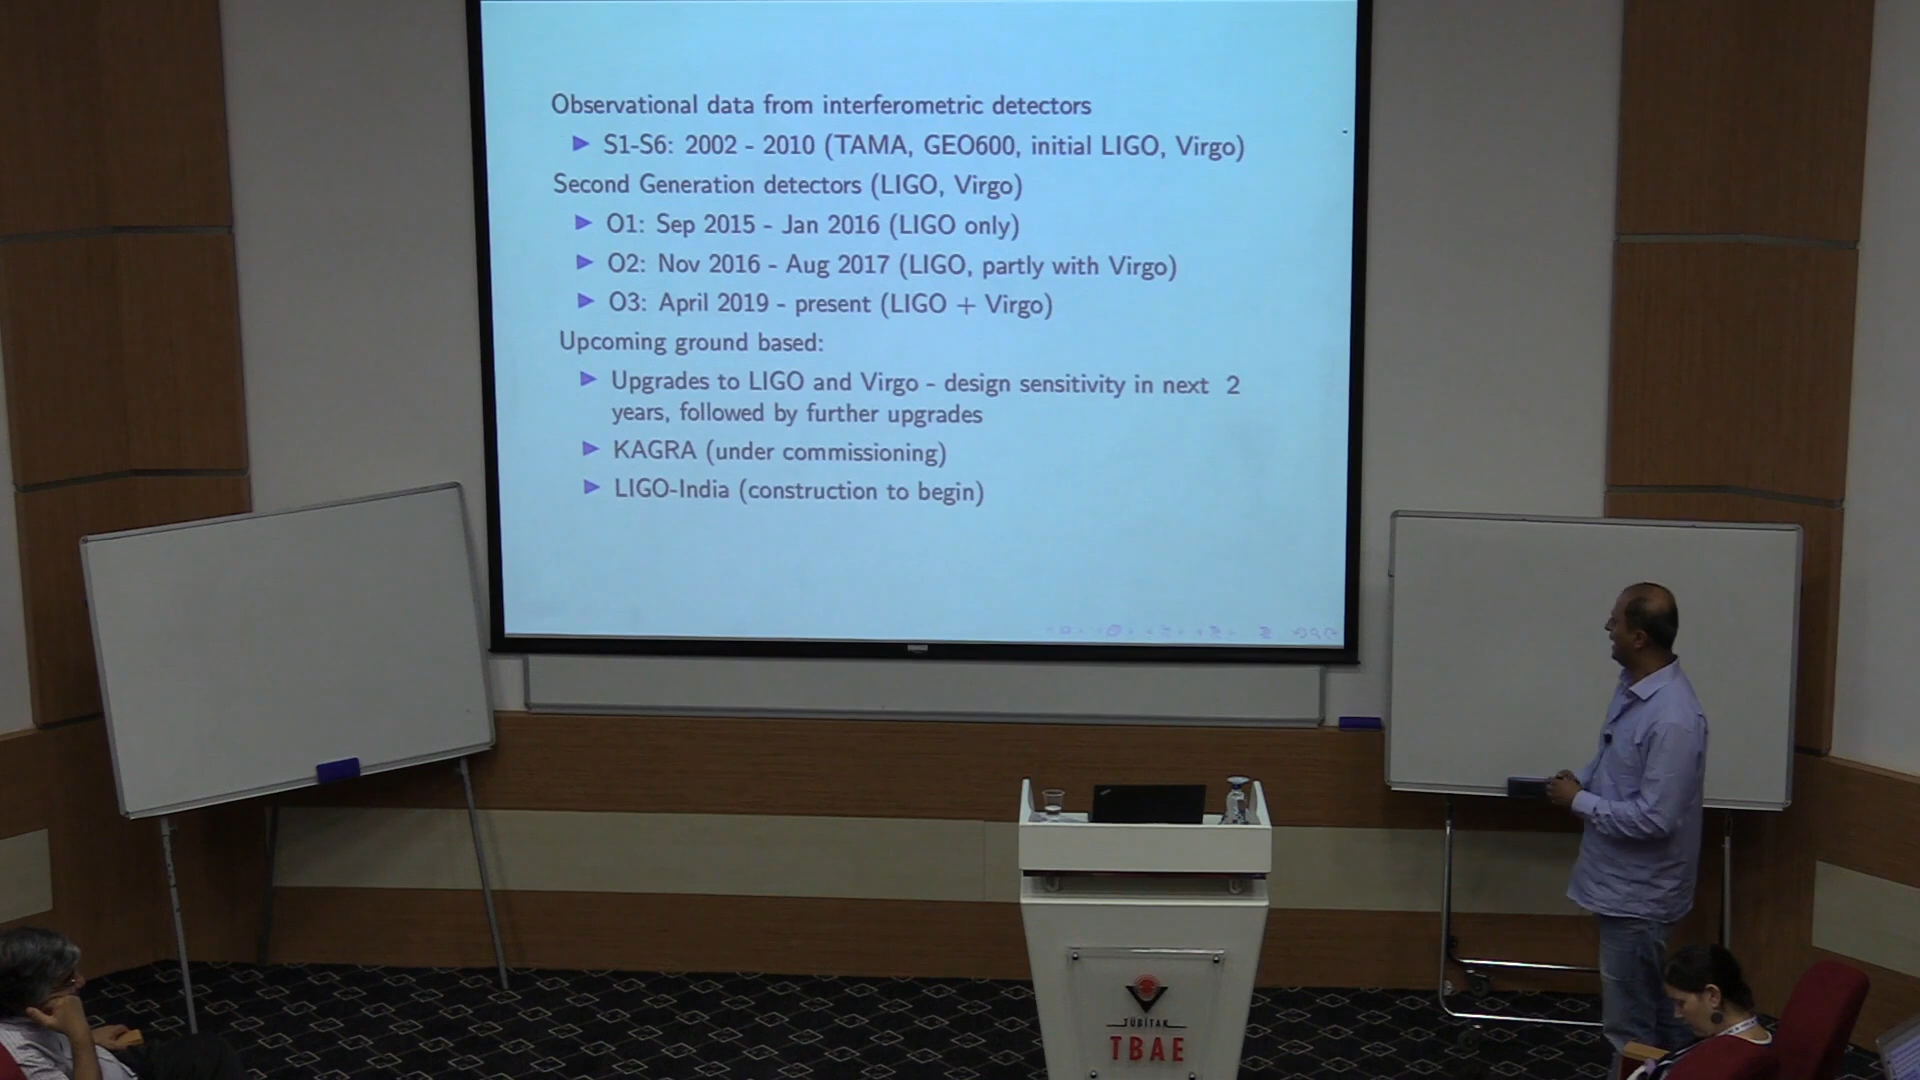 Observational data from interferometric detectors
▶ S1-S6: 2002 - 2010 (TAMA, GEO600, initial LIGO, Virgo)
Second Generation detectors (LIGO, Virgo)
▶ O1: Sep 2015 - Jan 2016 (LIGO only)
▶ O2: Nov 2016 - Aug 2017 (LIGO, partly with Virgo)
▶ O3: April 2019 - present (LIGO + Virgo)
Upcoming ground based:
▶ Upgrades to LIGO and Virgo - design sensitivity in next 2
years, followed by further upgrades
▶ KAGRA (under commissioning)
▶ LIGO-India (construction to begin)
TÜBİTAK
TBAE